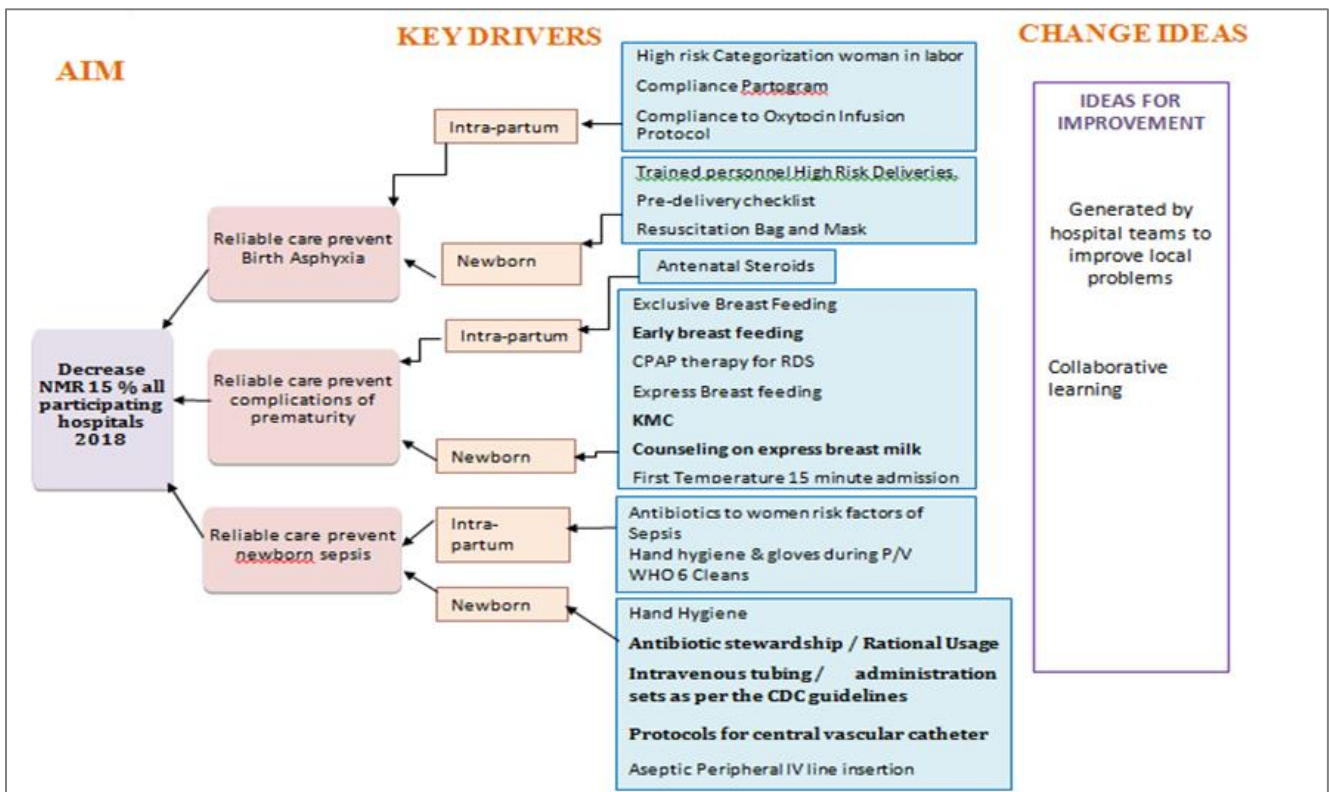 AIM
KEY DRIVERS
CHANGE IDEAS
Decrease
NMR 15 % all
participating
hospitals
2018
Reliable care prevent
Birth Asphyxia
Reliable care prevent
complications of
prematurity
Reliable care prevent
newborn sepsis
Intra-partum
Newborn
Intra-partum
Newborn
Intra-
partum
Newborn
High risk Categorization woman in labor
Compliance Partogram
Compliance to Oxytocin Infusion
Protocol
Trained personnel High Risk Deliveries.
Pre-delivery checklist
Resuscitation Bag and Mask
Antenatal Steroids
Exclusive Breast Feeding
Early breast feeding
CPAP therapy for RDS
Express Breast feeding
KMC
Counseling on express breast milk
First Temperature 15 minute admission
Antibiotics to women risk factors of
Sepsis
Hand hygiene & gloves during P/V
WHO 6 Cleans
Hand Hygiene
Antibiotic stewardship / Rational Usage
Intravenous tubing / administration
sets as per the CDC guidelines
Protocols for central vascular catheter
Aseptic Peripheral IV line insertion
IDEAS FOR
IMPROVEMENT
Generated by
hospital teams to
improve local
problems
Collaborative
learning